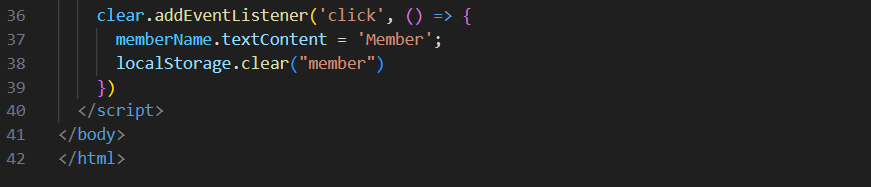 36 clear.addEventListener('click', () => {
37 memberName.textContent = 'Member';
38 localStorage.clear("member")
39 })
40 </script>
41 </body>
42 </html>